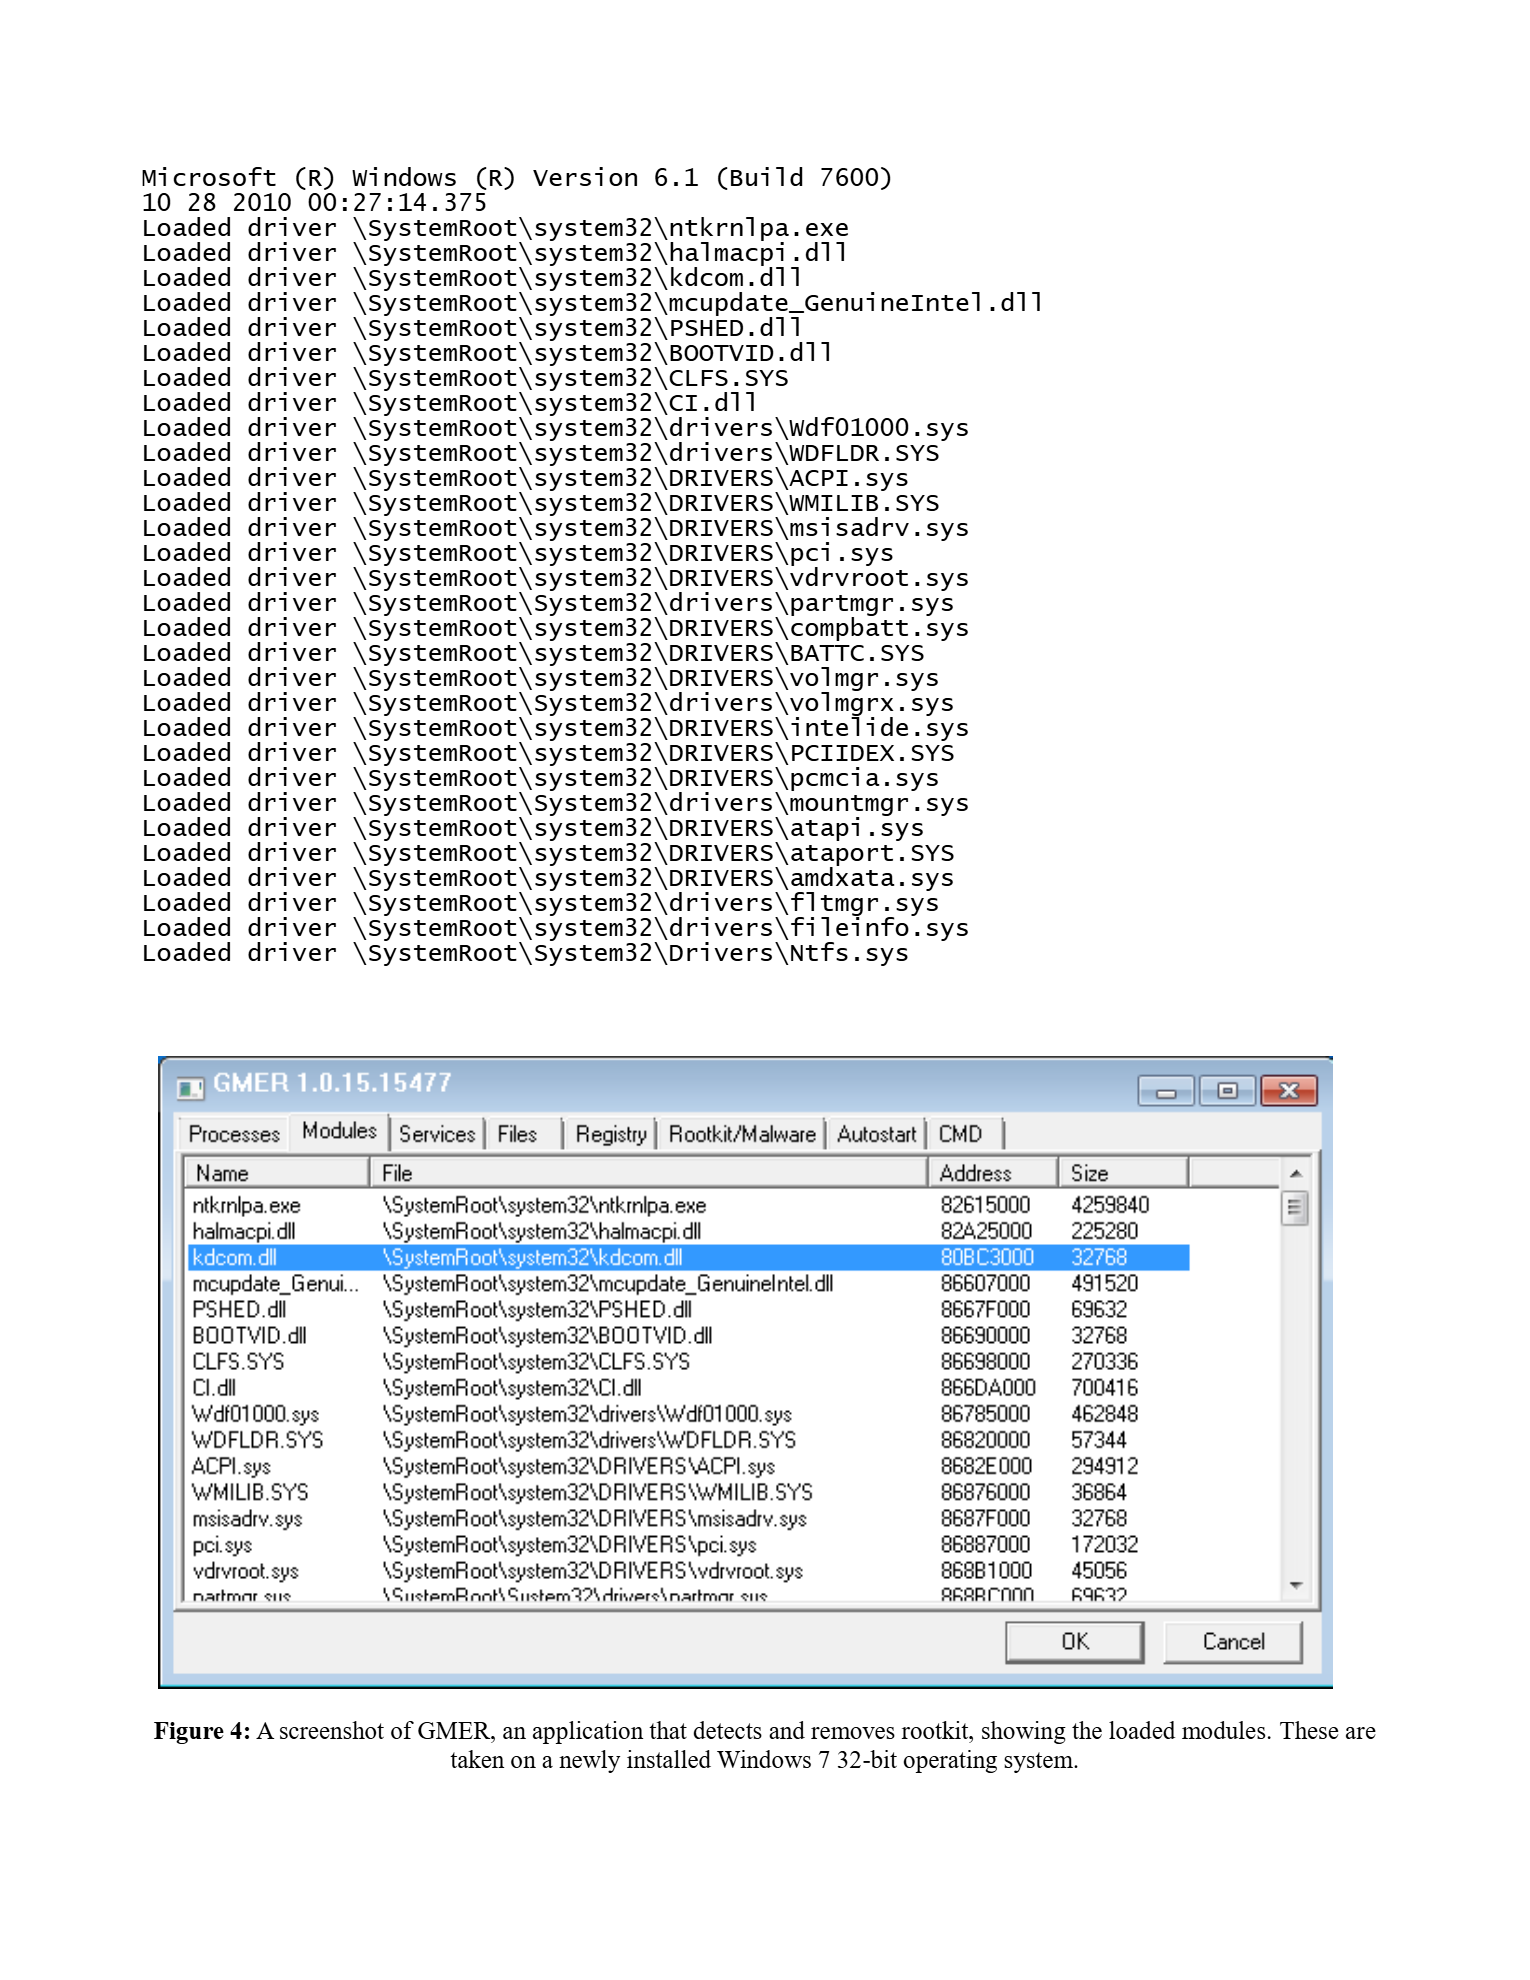 Microsoft (R) Windows (R) Version 6.1 (Build 7600)
10 28 2010 00:27:14.375
Loaded driver \SystemRoot\system32\ntkrnlpa.exe
Loaded driver \SystemRoot\system32\halmacpi.dll
Loaded driver \SystemRoot\system32\kdcom.dll
Loaded driver \SystemRoot\system32\mcupdate_GenuineIntel.dll
Loaded driver \SystemRoot\system32\PSHED.dll
Loaded driver \SystemRoot\system32\BOOTVID.dll
Loaded driver \SystemRoot\system32\CLFS.SYS
Loaded driver \SystemRoot\system32\CI.dll
Loaded driver \SystemRoot\system32\drivers\Wdf01000.sys
Loaded driver \SystemRoot\system32\drivers\WDFLDR.SYS
Loaded driver \SystemRoot\system32\DRIVERS\ACPI.sys
Loaded driver \SystemRoot\system32\DRIVERS\WMILIB.SYS
Loaded driver \SystemRoot\system32\DRIVERS\msisadrv.sys
Loaded driver \SystemRoot\system32\DRIVERS\pci.sys
Loaded driver \SystemRoot\system32\DRIVERS\vdrvroot.sys
Loaded driver \SystemRoot\System32\drivers\partmgr.sys
Loaded driver \SystemRoot\system32\DRIVERS\compbatt.sys
Loaded driver \SystemRoot\system32\DRIVERS\BATTC.SYS
Loaded driver \SystemRoot\system32\DRIVERS\volmgr.sys
Loaded driver \SystemRoot\System32\drivers\volmgrx.sys
Loaded driver \SystemRoot\system32\DRIVERS\intelide.sys
Loaded driver \SystemRoot\system32\DRIVERS\PCIIDEX.SYS
Loaded driver \SystemRoot\system32\DRIVERS\pcmcia.sys
Loaded driver \SystemRoot\System32\drivers\mountmgr.sys
Loaded driver \SystemRoot\system32\DRIVERS\atapi.sys
Loaded driver \SystemRoot\system32\DRIVERS\ataport.SYS
Loaded driver \SystemRoot\system32\DRIVERS\amdxata.sys
Loaded driver \SystemRoot\system32\drivers\fltmgr.sys
Loaded driver \SystemRoot\system32\drivers\fileinfo.sys
Loaded driver \SystemRoot\System32\Drivers\Ntfs.sys
GMER 1.0.15.15477
Processes Modules Services Files Registry Rootkit/Malware Autostart CMD
Name File Address Size
ntkrnlpa.exe \SystemRoot\system32\ntkrnlpa.exe 82615000 4259840
halmacpi.dll \SystemRoot\system32\halmacpi.dll 82A25000 225280
kdcom.dll \SystemRoot\system32\kdcom.dll 80BC3000 32768
mcupdate_Genui... \SystemRoot\system32\mcupdate_GenuineIntel.dll 86607000 491520
PSHED.dll \SystemRoot\system32\PSHED.dll 8667F000 69632
BOOTVID.dll \SystemRoot\system32\BOOTVID.dll 86690000 32768
CLFS.SYS \SystemRoot\system32\CLFS.SYS 86698000 270336
CI.dll \SystemRoot\system32\CI.dll 866DA000 700416
Wdf01000.sys \SystemRoot\system32\drivers\Wdf01000.sys 86785000 462848
WDFLDR.SYS \SystemRoot\system32\drivers\WDFLDR.SYS 86820000 57344
ACPI.sys \SystemRoot\system32\DRIVERS\ACPI.sys 8682E000 294912
WMILIB.SYS \SystemRoot\system32\DRIVERS\WMILIB.SYS 86876000 36864
msisadrv.sys \SystemRoot\system32\DRIVERS\msisadrv.sys 8687F000 32768
pci.sys \SystemRoot\system32\DRIVERS\pci.sys 86887000 172032
vdrvroot.sys \SystemRoot\system32\DRIVERS\vdrvroot.sys 868B1000 45056
partmgr.sys \SystemRoot\System32\drivers\partmgr.sys 868BC000 69632
OK Cancel
Figure 4: A screenshot of GMER, an application that detects and removes rootkit, showing the loaded modules. These are
taken on a newly installed Windows 7 32-bit operating system.